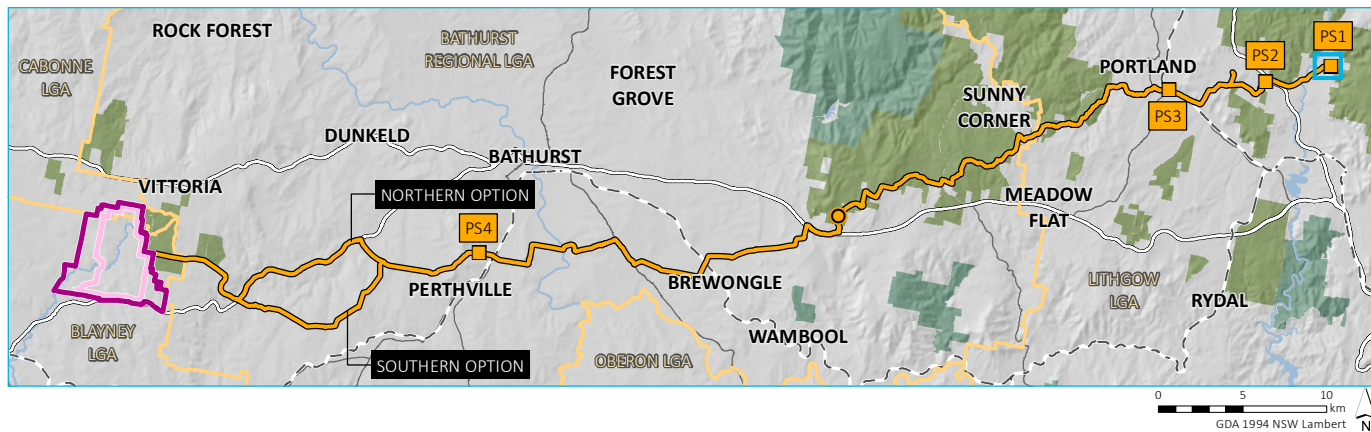 ROCK FOREST
CABONNE
LGA
BATHURST
REGIONAL LGA
FOREST
GROVE
PS1
PS2
PORTLAND
PS3
SUNNY
CORNER
DUNKELD
BATHURST
VITTORIA
NORTHERN OPTION
MEADOW
FLAT
PS4
PERTHVILLE
BREWONGLE
LITHGOW
LGA
RYDAL
BLAYNEY
LGA
WAMBOOL
OBERON LGA
SOUTHERN OPTION
0 5 10
km
GDA 1994 NSW Lambert
N